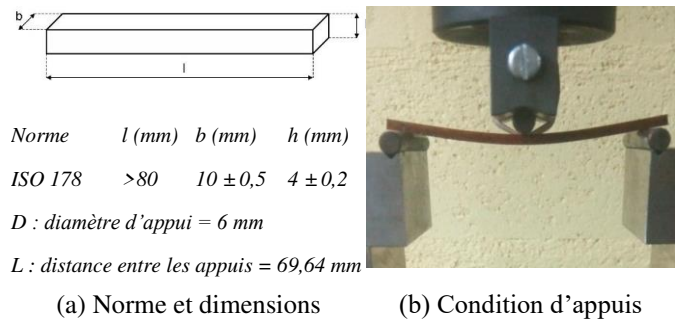 b
l
Norme l (mm) b (mm) h (mm)
ISO 178 >80 10 ±0,5 4 ±0,2
D : diamètre d'appui = 6 mm
L : distance entre les appuis = 69,64 mm
(a) Norme et dimensions (b) Condition d'appuis